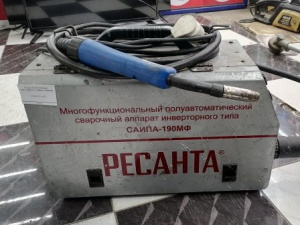 Многофункциональный полуавтоматический
сварочный аппарат инверторного типа
САИПА-190МФ
РЕСАНТА®